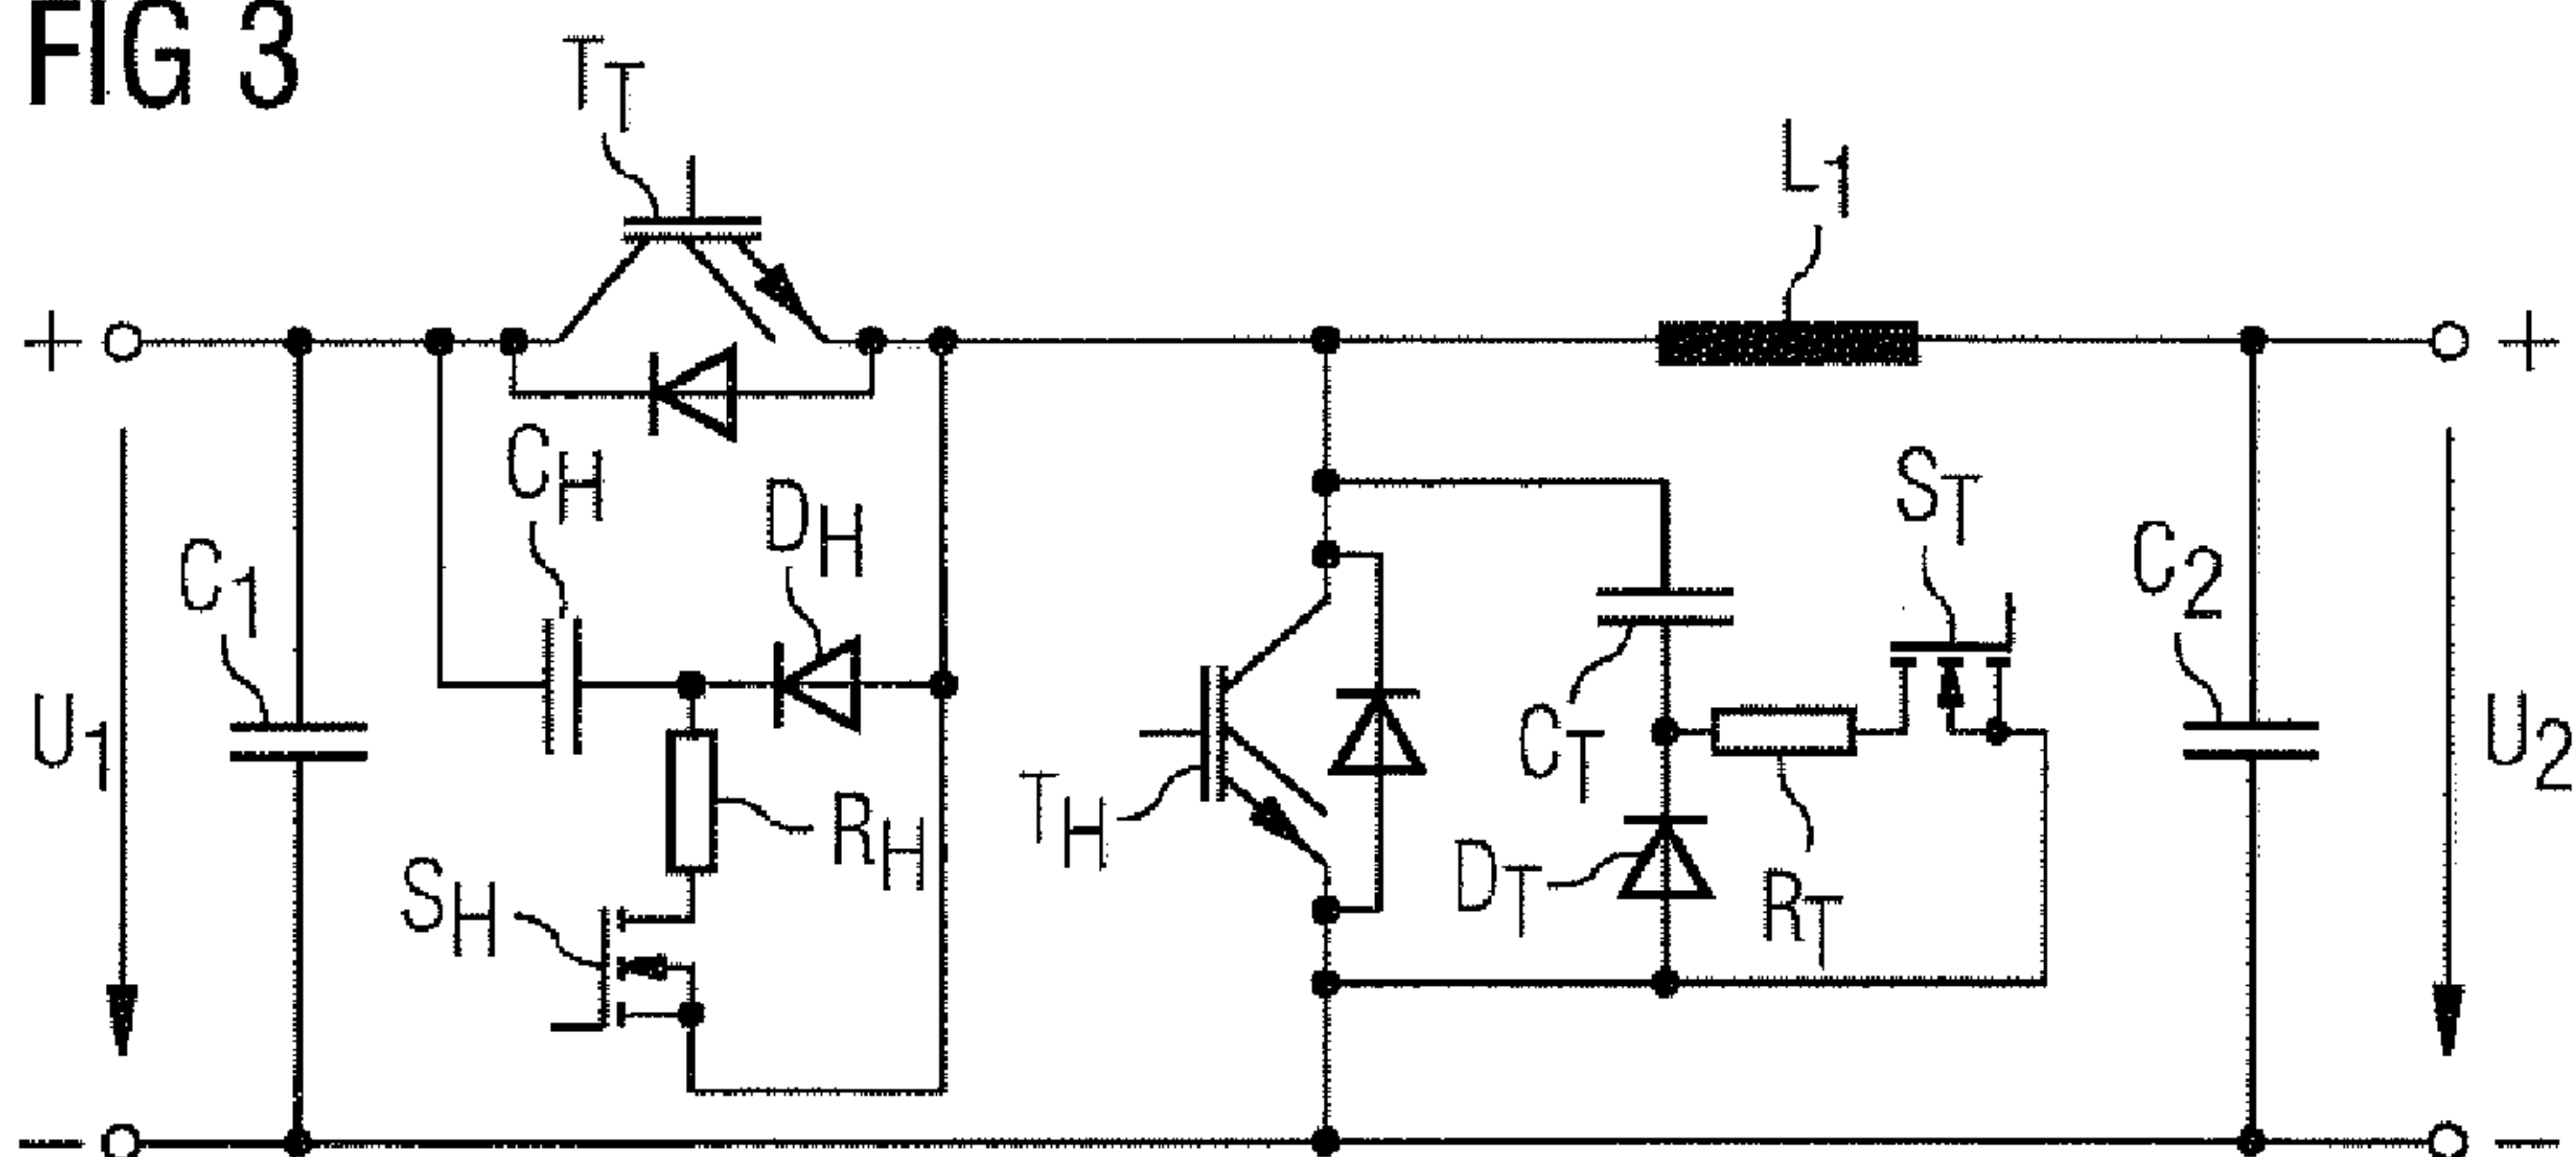 FIG 3
TT
L1
+
+
CH
DH
ST
C1
C2
U1
TH
CT
U2
RH
DT
RT
SH
−
−